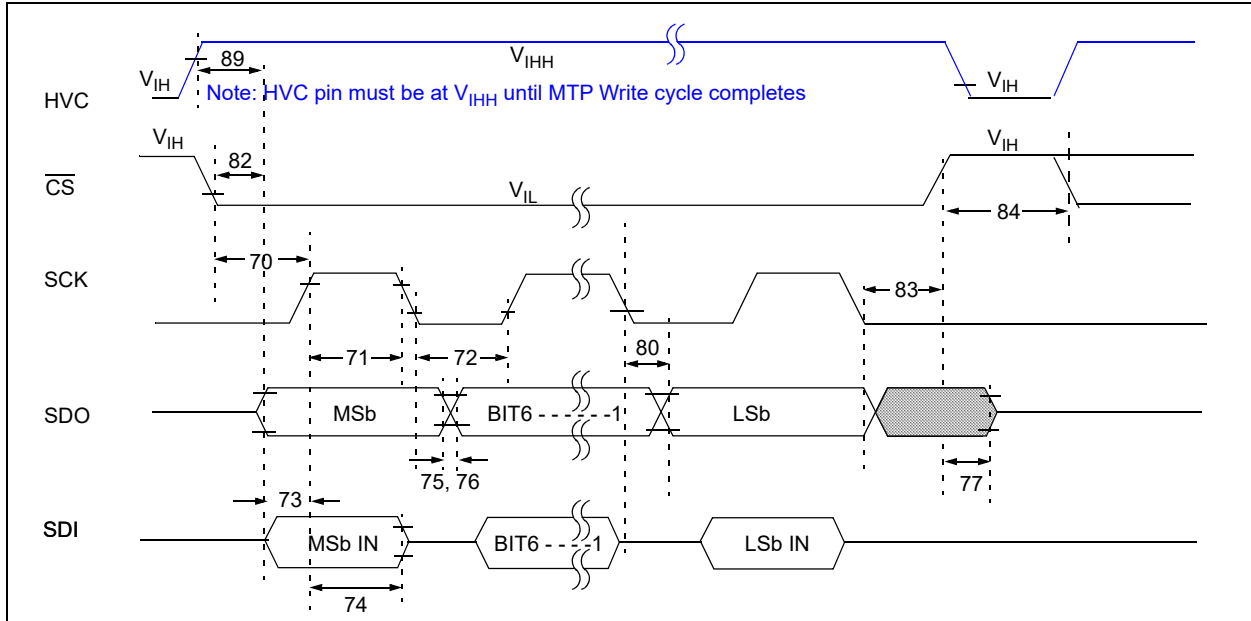 89
V_IHH
V_IH
V_IH
HVC
Note: HVC pin must be at V_IHH until MTP Write cycle completes
V_IH
V_IH
82
CS
V_IL
84
70
SCK
83
71
72
80
SDO
MSb
BIT6 - - - - - -1
LSb
75, 76
77
73
SDI
MSb IN
BIT6 - - - - -1
LSb IN
74